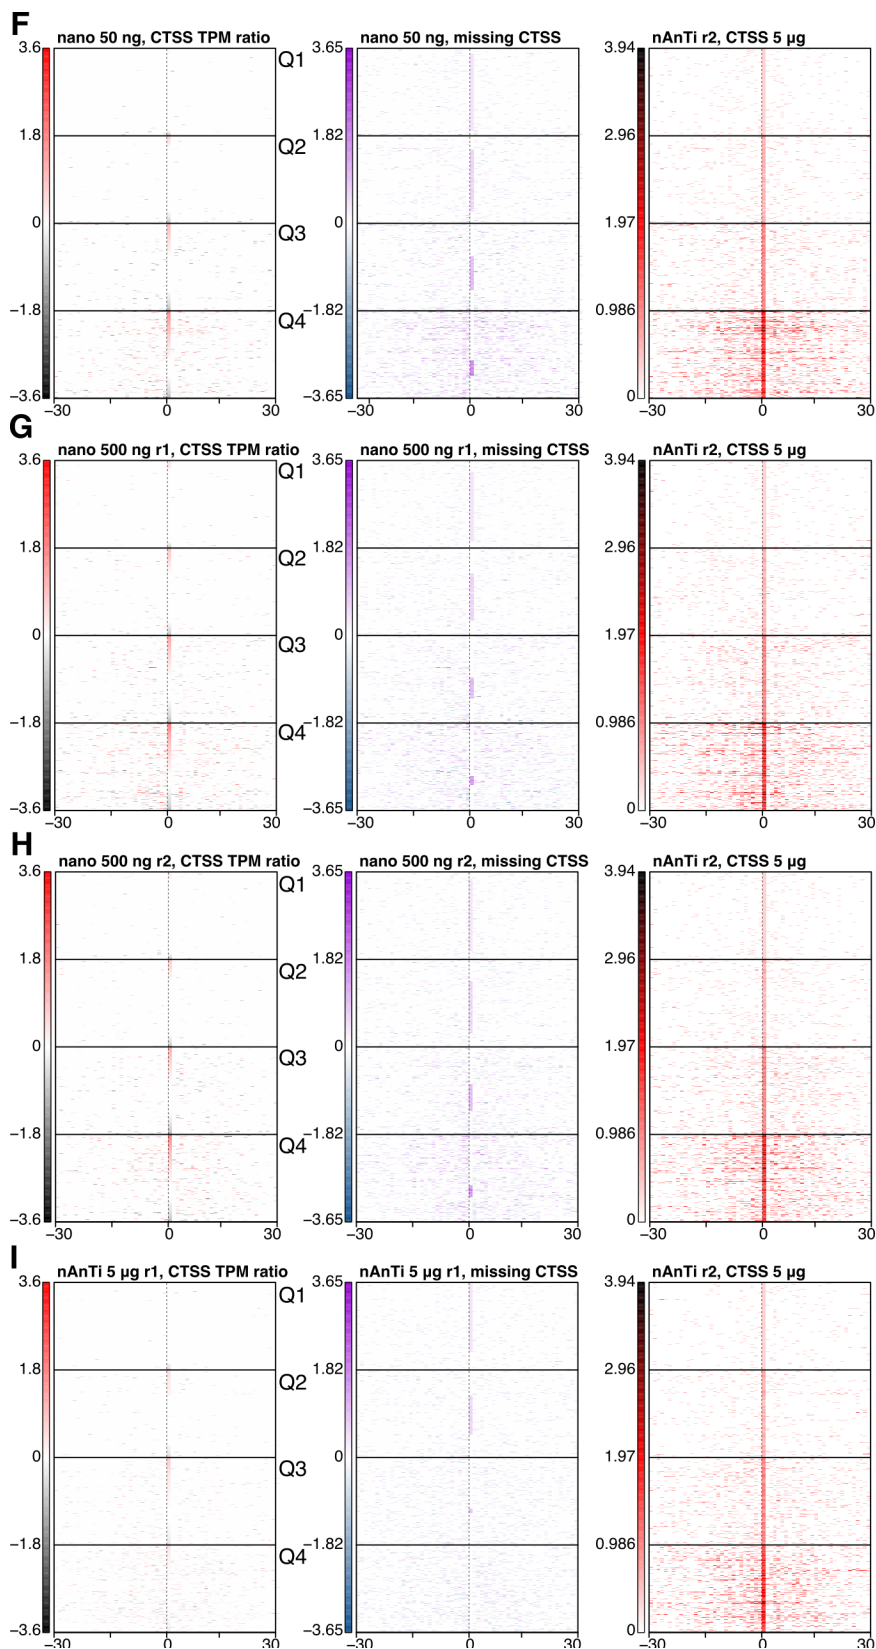 F
nano 50 ng, CTSS TPM ratio
nano 50 ng, missing CTSS
nAnTi r2, CTSS 5 µg
3.6
1.8
0
−1.8
−3.6
Q1
Q2
Q3
Q4
−30 0 30
3.65
1.82
0
−1.82
−3.65
−30 0 30
3.94
2.96
1.97
0.986
0
−30 0 30
G
nano 500 ng r1, CTSS TPM ratio
nano 500 ng r1, missing CTSS
nAnTi r2, CTSS 5 µg
3.6
1.8
0
−1.8
−3.6
Q1
Q2
Q3
Q4
−30 0 30
3.65
1.82
0
−1.82
−3.65
−30 0 30
3.94
2.96
1.97
0.986
0
−30 0 30
H
nano 500 ng r2, CTSS TPM ratio
nano 500 ng r2, missing CTSS
nAnTi r2, CTSS 5 µg
3.6
1.8
0
−1.8
−3.6
Q1
Q2
Q3
Q4
−30 0 30
3.65
1.82
0
−1.82
−3.65
−30 0 30
3.94
2.96
1.97
0.986
0
−30 0 30
I
nAnTi 5 µg r1, CTSS TPM ratio
nAnTi 5 µg r1, missing CTSS
nAnTi r2, CTSS 5 µg
3.6
1.8
0
−1.8
−3.6
Q1
Q2
Q3
Q4
−30 0 30
3.65
1.82
0
−1.82
−3.65
−30 0 30
3.94
2.96
1.97
0.986
0
−30 0 30